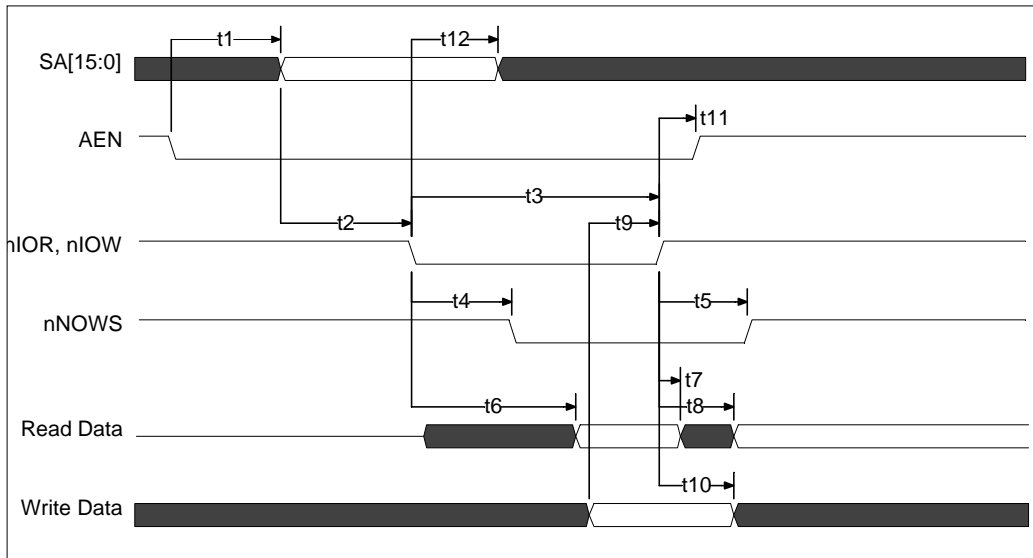 t1
t12
SA[15:0]
t11
AEN
t3
t2
t9
nIOR, nIOW
t4
t5
nNOWS
t7
t6
t8
Read Data
t10
Write Data